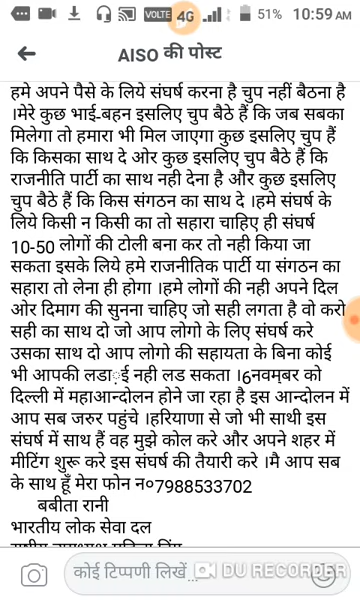 VOLTE 4G 51% 10:59 AM
AISO की पोस्ट
हमे अपने पैसे के लिये संघर्ष करना है चुप नहीं बैठना है
।मेरे कुछ भाई-बहन इसलिए चुप बैठे हैं कि जब सबका
मिलेगा तो हमारा भी मिल जाएगा कुछ इसलिए चुप हैं
कि किसका साथ दे ओर कुछ इसलिए चुप बैठे हैं कि
राजनीति पार्टी का साथ नही देना है और कुछ इसलिए
चुप बैठे हैं कि किस संगठन का साथ दे ।हमे संघर्ष के
लिये किसी न किसी का तो सहारा चाहिए ही संघर्ष
10-50 लोगों की टोली बना कर तो नही किया जा
सकता इसके लिये हमे राजनीतिक पार्टी या संगठन का
सहारा तो लेना ही होगा ।हमे लोगों की नही अपने दिल
ओर दिमाग की सुनना चाहिए जो सही लगता है वो करो
सही का साथ दो जो आप लोगो के लिए संघर्ष करे
उसका साथ दो आप लोगो की सहायता के बिना कोई
भी आपकी लडा़ई नही लड सकता ।6नवम्बर को
दिल्ली में महाआन्दोलन होने जा रहा है इस आन्दोलन में
आप सब जरुर पहुंचे ।हरियाणा से जो भी साथी इस
संघर्ष में साथ हैं वह मुझे कोल करे और अपने शहर में
मीटिंग शुरू करे इस संघर्ष की तैयारी करे ।मै आप सब
के साथ हूँ मेरा फोन न०7988533702
बबीता रानी
भारतीय लोक सेवा दल
कोई टिप्पणी लिखें... DU RECORDER